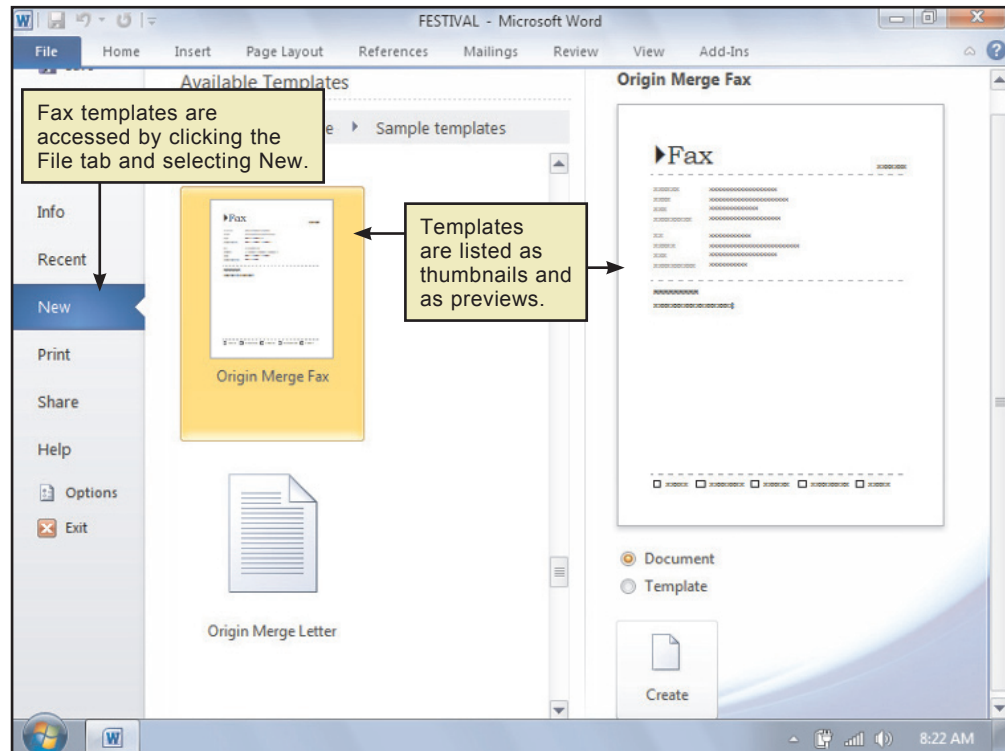 FESTIVAL - Microsoft Word
File Home Insert Page Layout References Mailings Review View Add-Ins
Available Templates
Origin Merge Fax
Fax templates are
accessed by clicking the
File tab and selecting New.
Sample templates
Fax
Info
Recent
New
Print
Share
Help
Options
Exit
Fax
Origin Merge Fax
Templates
are listed as
thumbnails and
as previews.
Origin Merge Letter
Document
Template
Create
8:22 AM